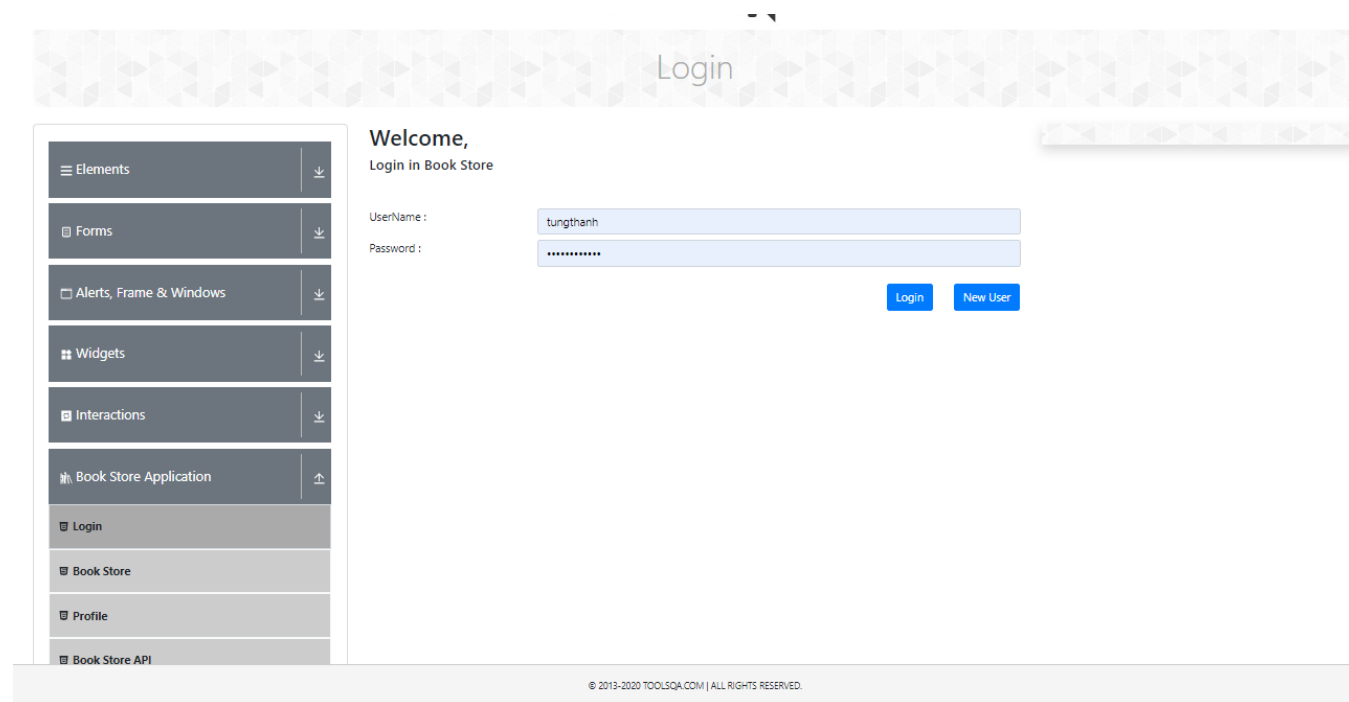 Login
Elements
Forms
Alerts, Frame & Windows
Widgets
Interactions
Book Store Application
Login
Book Store
Profile
Book Store API
Welcome,
Login in Book Store
UserName :
tungthanh
Password :
••••••••••••
Login
New User
© 2013-2020 TOOLSQA.COM | ALL RIGHTS RESERVED.